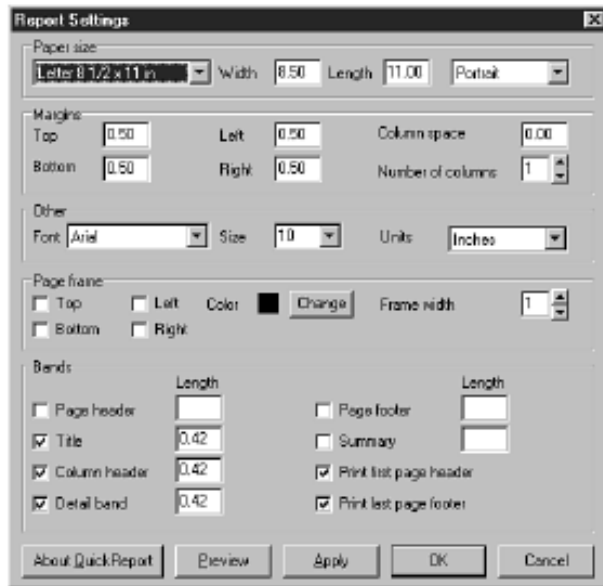 Report Settings
Paper size
Letter 8 1/2 x 11 in Width 8.50 Length 11.00 Portrait
Margins
Top 0.50 Left 0.50 Column space 0.00
Bottom 0.50 Right 0.50 Number of columns 1
Other
Font Arial Size 10 Units Inches
Page frame
Top Left Color Change Frame width 1
Bottom Right
Bands
Length Length
Page header Page footer
Title 0.42 Summary
Column header 0.42 Print first page header
Detail band 0.42 Print last page footer
About QuickReport Preview Apply OK Cancel